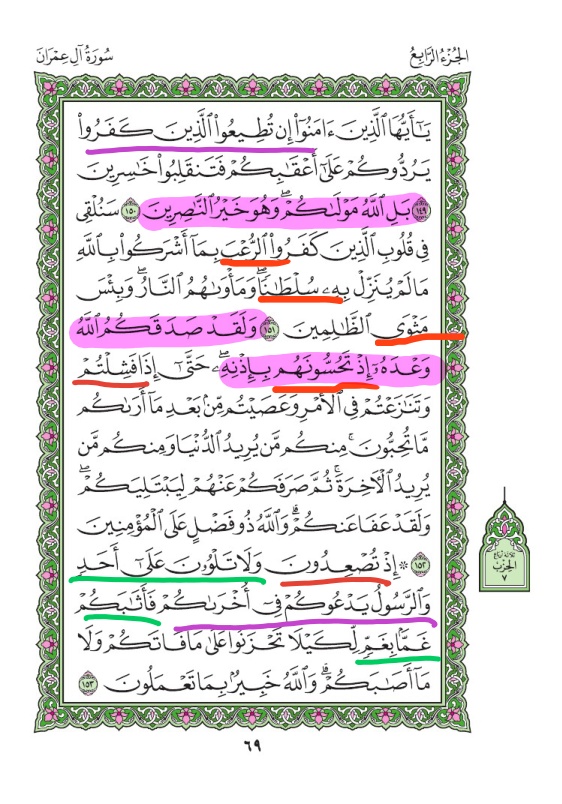 سُورَةُ آلِ عِمْرَان
الجُزْءُ الرَّابِعُ
يَٰٓأَيُّهَا ٱلَّذِينَ ءَامَنُوٓا۟ إِن تُطِيعُوا۟ ٱلَّذِينَ كَفَرُوا۟
يَرُدُّوكُمْ عَلَىٰٓ أَعْقَٰبِكُمْ فَتَنقَلِبُوا۟ خَٰسِرِينَ
١٤٩ بَلِ ٱللَّهُ مَوْلَىٰكُمْ ۖ وَهُوَ خَيْرُ ٱلنَّٰصِرِينَ ١٥٠ سَنُلْقِى
فِى قُلُوبِ ٱلَّذِينَ كَفَرُوا۟ ٱلرُّعْبَ بِمَآ أَشْرَكُوا۟ بِٱللَّهِ
مَا لَمْ يُنَزِّلْ بِهِۦ سُلْطَٰنًا ۖ وَمَأْوَىٰهُمُ ٱلنَّارُ ۚ وَبِئْسَ
مَثْوَى ٱلظَّٰلِمِينَ ١٥١ وَلَقَدْ صَدَقَكُمُ ٱللَّهُ
وَعْدَهُۥٓ إِذْ تَحُسُّونَهُم بِإِذْنِهِۦ ۖ حَتَّىٰٓ إِذَا فَشِلْتُمْ
وَتَنَٰزَعْتُمْ فِى ٱلْأَمْرِ وَعَصَيْتُم مِّنۢ بَعْدِ مَآ أَرَىٰكُم
مَّا تُحِبُّونَ ۚ مِنكُم مَّن يُرِيدُ ٱلدُّنْيَا وَمِنكُم مَّن
يُرِيدُ ٱلْءَاخِرَةَ ۚ ثُمَّ صَرَفَكُمْ عَنْهُمْ لِيَبْتَلِيَكُمْ ۖ
وَلَقَدْ عَفَا عَنكُمْ ۗ وَٱللَّهُ ذُو فَضْلٍ عَلَى ٱلْمُؤْمِنِينَ
١٥٢ ۞ إِذْ تُصْعِدُونَ وَلَا تَلْوُۥنَ عَلَىٰٓ أَحَدٍ
وَٱلرَّسُولُ يَدْعُوكُمْ فِىٓ أُخْرَىٰكُمْ فَأَثَٰبَكُمْ
غَمًّۢا بِغَمٍّ لِّكَيْلَا تَحْزَنُوا۟ عَلَىٰ مَا فَاتَكُمْ وَلَا
مَآ أَصَٰبَكُمْ ۗ وَٱللَّهُ خَبِيرٌۢ بِمَا تَعْمَلُونَ ١٥٣
الحِزْب
٧
٦٩